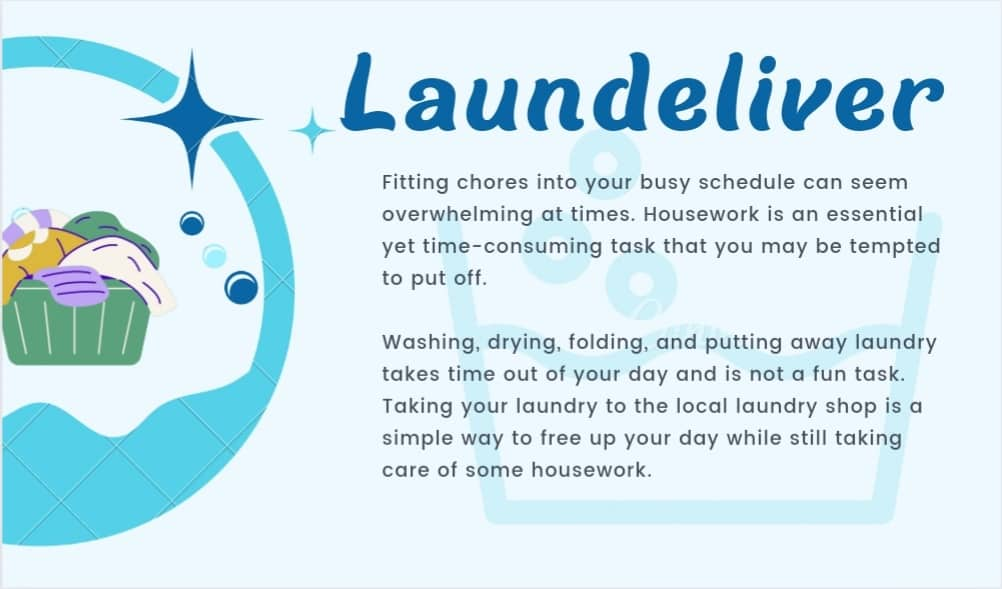 Laundeliver
Fitting chores into your busy schedule can seem
overwhelming at times. Housework is an essential
yet time-consuming task that you may be tempted
to put off.
Washing, drying, folding, and putting away laundry
takes time out of your day and is not a fun task.
Taking your laundry to the local laundry shop is a
simple way to free up your day while still taking
care of some housework.